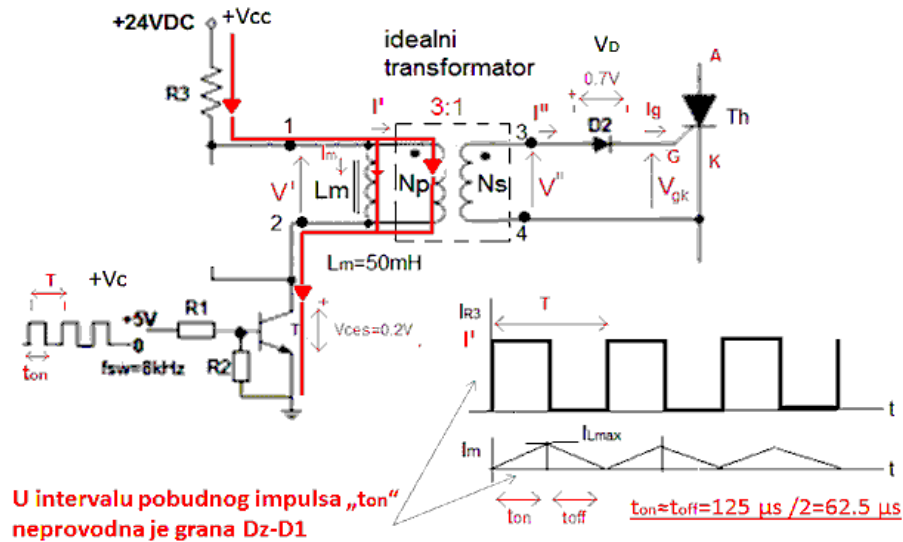 +24VDC
+Vcc
idealni
transformator
VD
A
R3
I'
3:1
I"
0.7V
+
Ig
Th
1
3
D2
Im
G
K
V'
Lm
Np
Ns
V"
Vgk
2
4
Lm=50mH
+Vc
T
R1
+5V
0
ton
fsw=8kHz
R2
T
+
Vces=0.2V
IR3
T
I'
t
Im
ILmax
t
ton
toff
U intervalu pobudnog impulsa „ton“
neprovodna je grana Dz-D1
ton≈toff=125 µs /2=62.5 µs